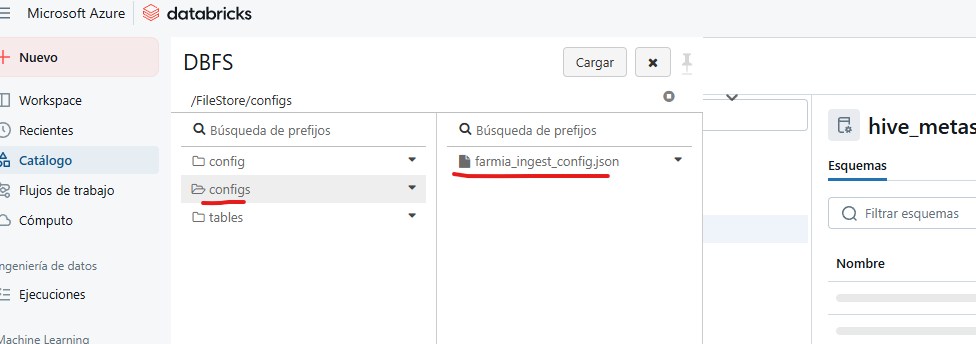 Microsoft Azure databricks
Nuevo
Workspace
Recientes
Catálogo
Flujos de trabajo
Cómputo
Ingeniería de datos
Ejecuciones
Machine Learning
DBFS
Cargar
/FileStore/configs
Búsqueda de prefijos
config
configs
tables
Búsqueda de prefijos
farmia_ingest_config.json
hive_metas
Esquemas
Filtrar esquemas
Nombre